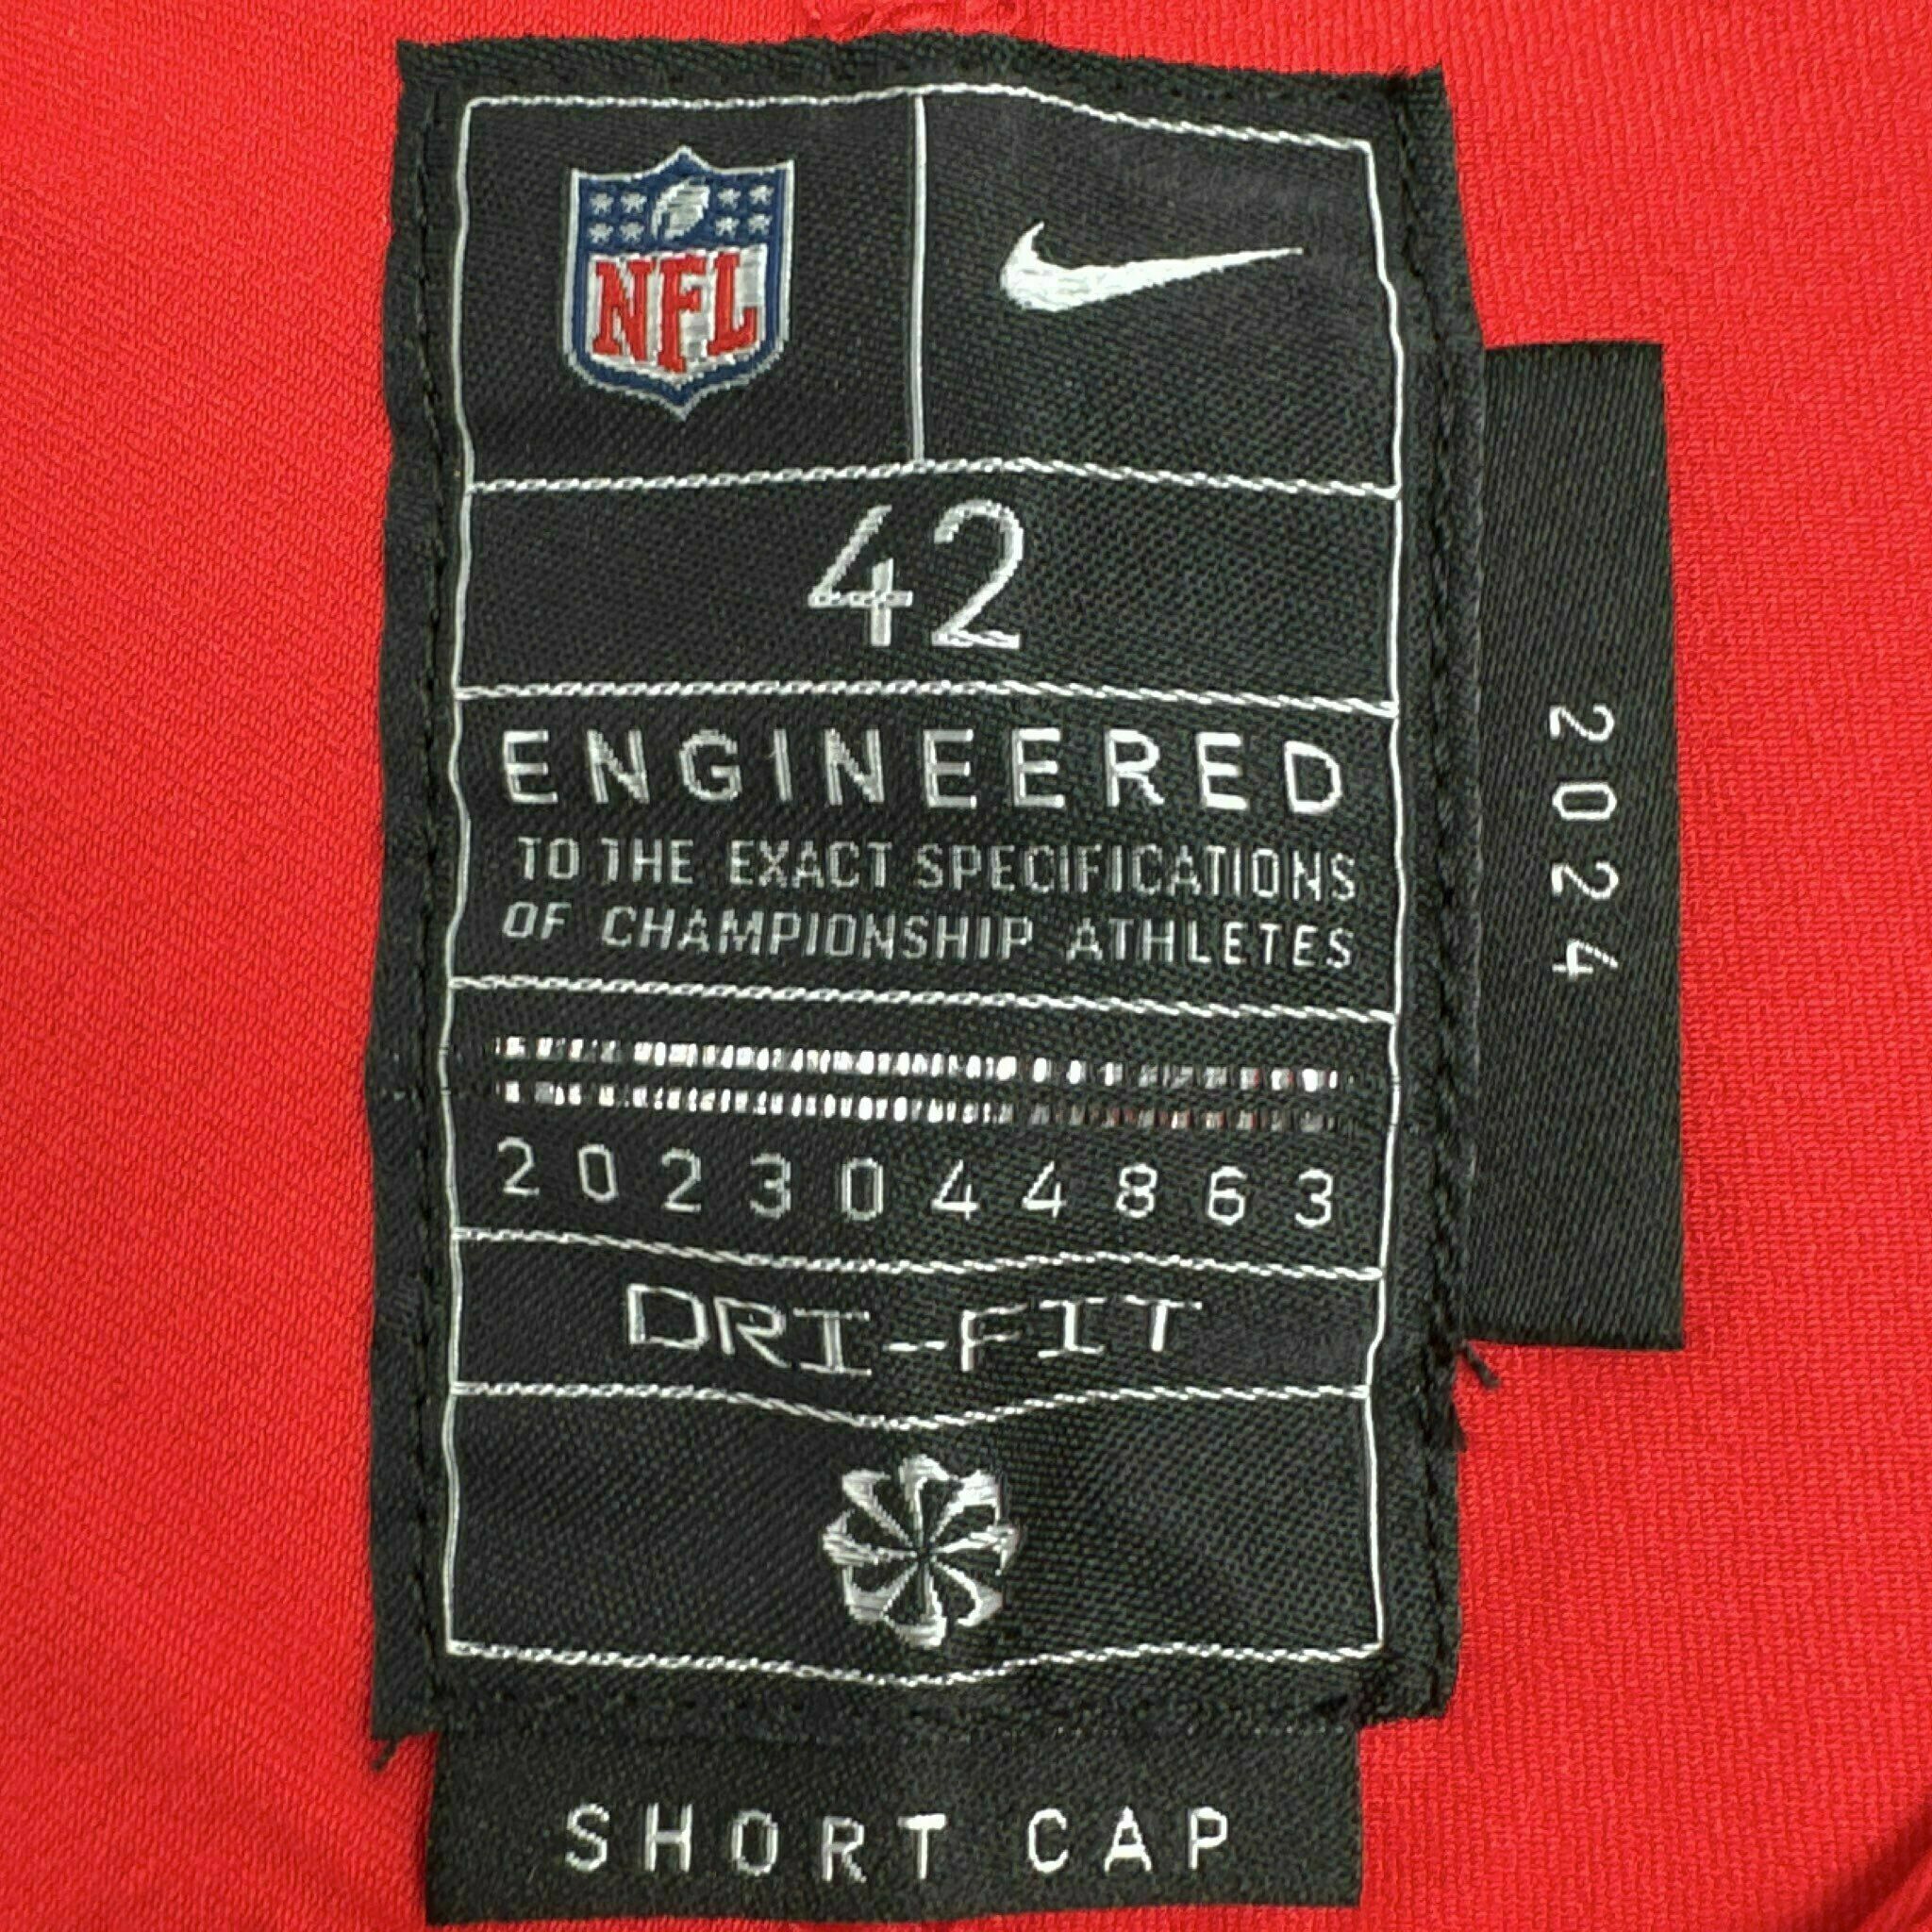 NFL
42
ENGINEERED
TO THE EXACT SPECIFICATIONS
OF CHAMPIONSHIP ATHLETES
2023044863
DRI-FIT
SHORT CAP
2024